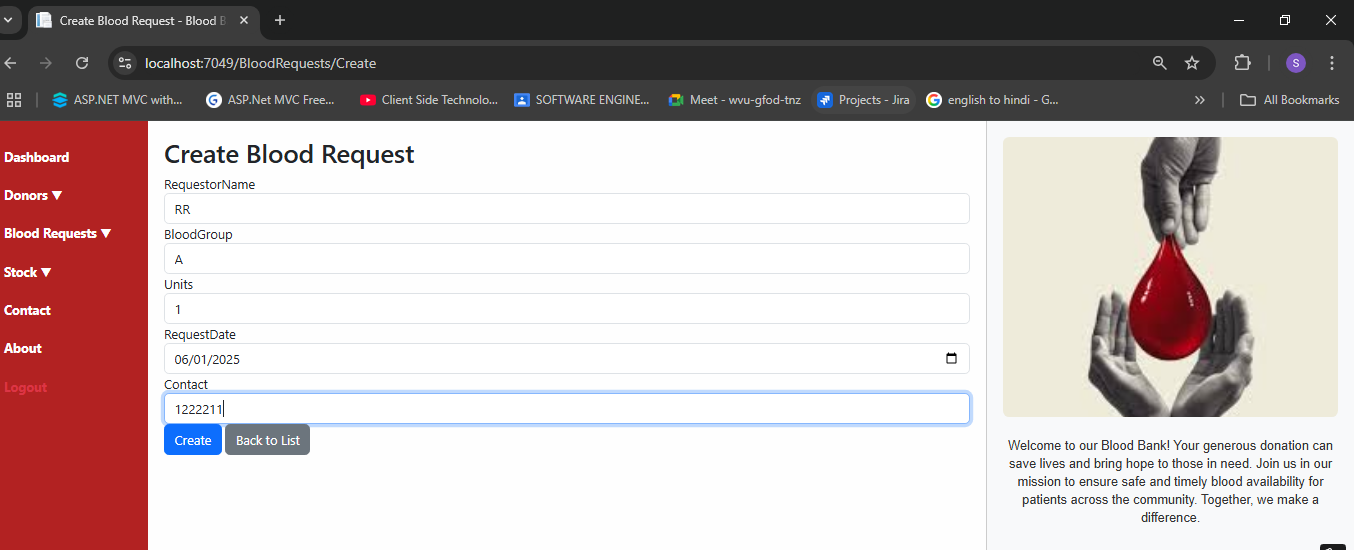 Create Blood Request - Blood B
localhost:7049/BloodRequests/Create
S
ASP.NET MVC with... ASP.Net MVC Free... Client Side Technolo... SOFTWARE ENGINE... Meet - wvu-gfod-tnz Projects - Jira english to hindi - G... All Bookmarks
Dashboard
Donors ▼
Blood Requests ▼
Stock ▼
Contact
About
Logout
Create Blood Request
RequestorName
RR
BloodGroup
A
Units
1
RequestDate
06/01/2025
Contact
1222211
Create Back to List
Welcome to our Blood Bank! Your generous donation can
save lives and bring hope to those in need. Join us in our
mission to ensure safe and timely blood availability for
patients across the community. Together, we make a
difference.